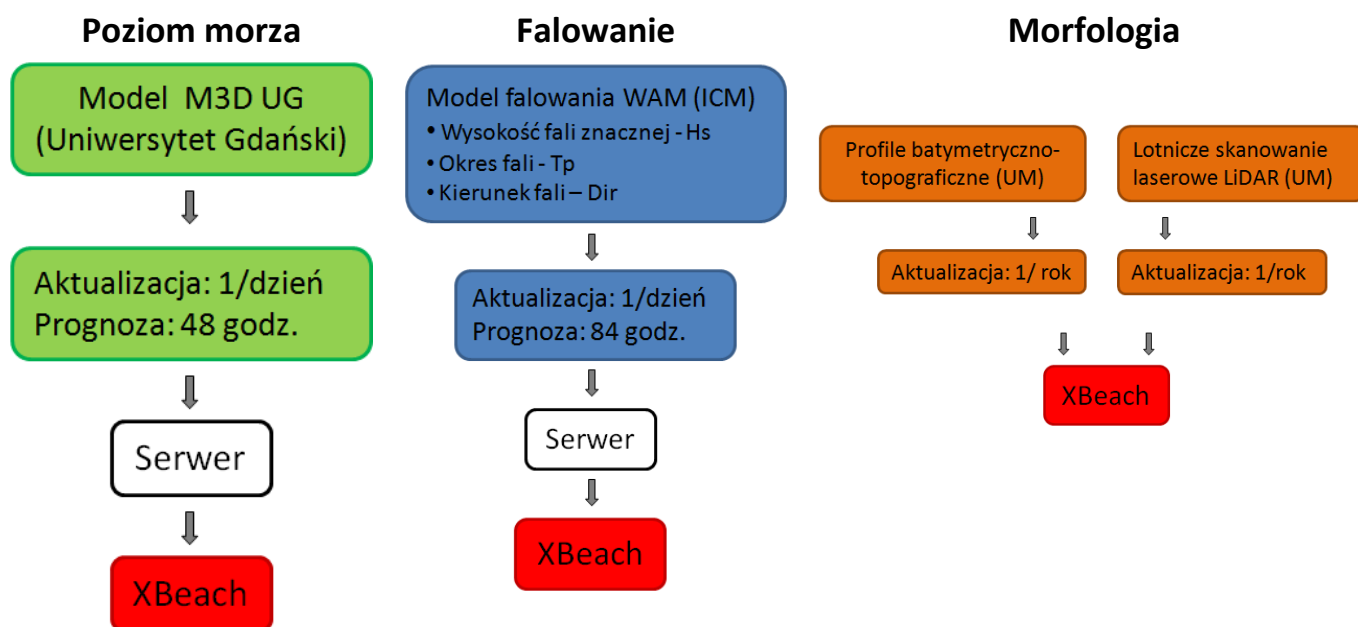 Poziom morza
Model M3D UG
(Uniwersytet Gdański)
Aktualizacja: 1/dzień
Prognoza: 48 godz.
Serwer
XBeach
Falowanie
Model falowania WAM (ICM)
• Wysokość fali znacznej - Hs
• Okres fali - Tp
• Kierunek fali – Dir
Aktualizacja: 1/dzień
Prognoza: 84 godz.
Serwer
XBeach
Morfologia
Profile batymetryczno-
topograficzne (UM)
Aktualizacja: 1/ rok
Lotnicze skanowanie
laserowe LiDAR (UM)
Aktualizacja: 1/rok
XBeach